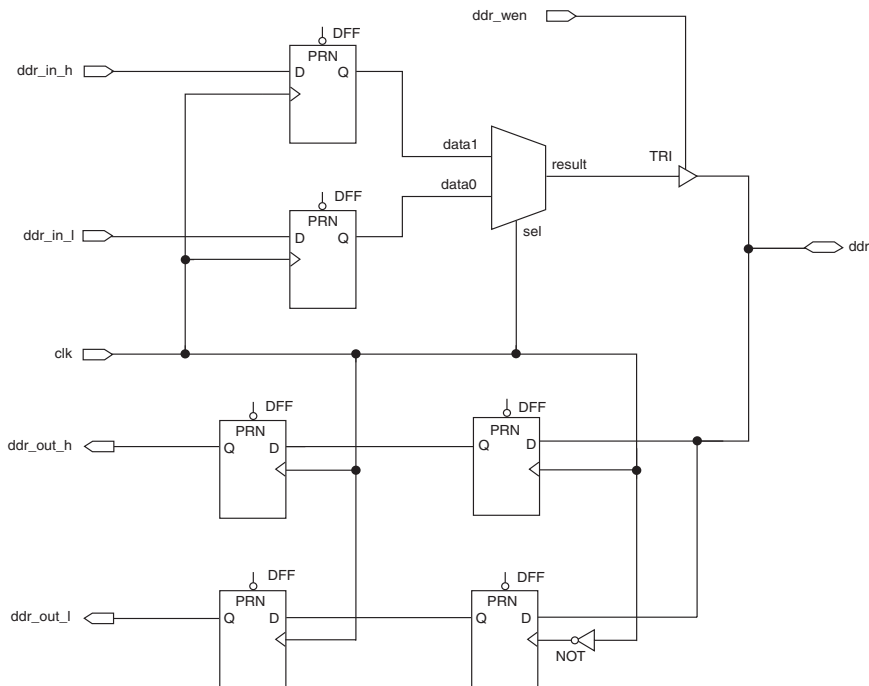 ddr_wen
DFF
PRN
ddr_in_h
D
Q
data1
TRI
result
data0
DFF
PRN
sel
ddr_in_l
D
Q
ddr
clk
DFF
DFF
PRN
PRN
ddr_out_h
Q
D
Q
D
DFF
DFF
PRN
PRN
ddr_out_l
Q
D
Q
D
NOT